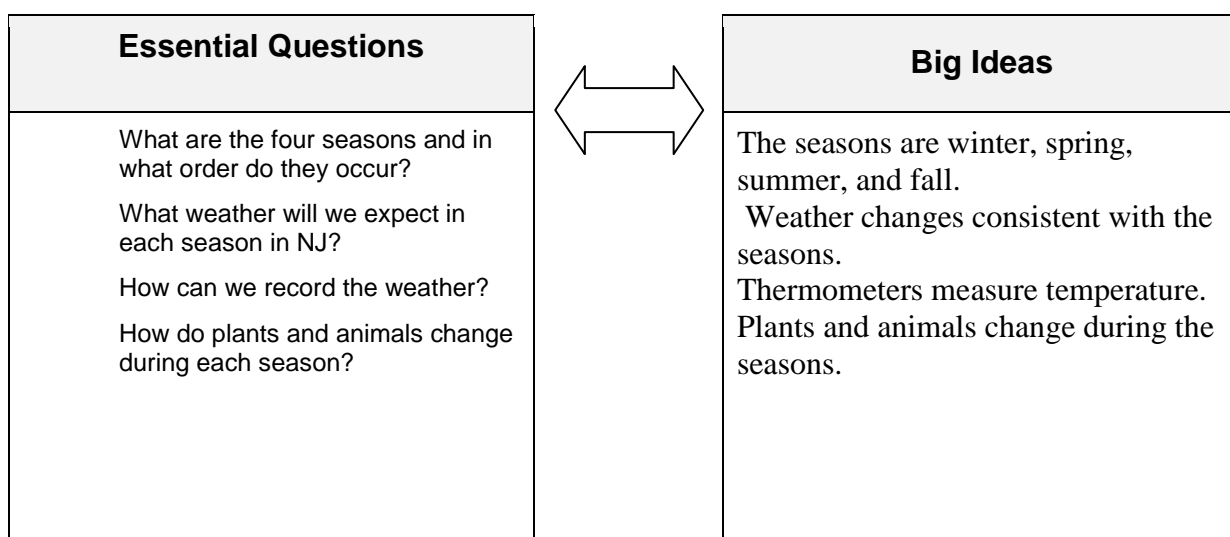 Essential Questions
What are the four seasons and in
what order do they occur?
What weather will we expect in
each season in NJ?
How can we record the weather?
How do plants and animals change
during each season?
Big Ideas
The seasons are winter, spring,
summer, and fall.
Weather changes consistent with the
seasons.
Thermometers measure temperature.
Plants and animals change during the
seasons.